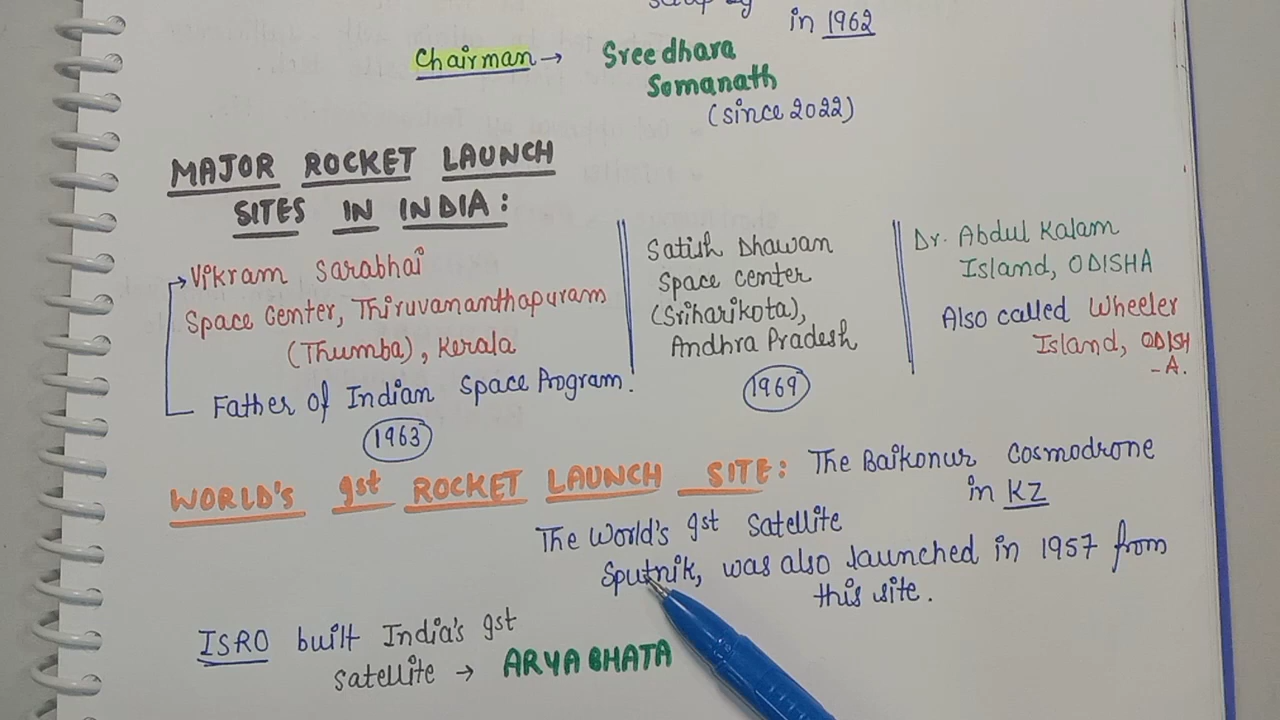 in 1962
Chairman → Sreedhara
Somanath
(since 2022)
MAJOR ROCKET LAUNCH
SITES IN INDIA:
Vikram Sarabhai
Space Center, Thiruvananthapuram
(Thumba), Kerala
Father of Indian Space Program.
1963
Satish Dhawan
Space center
(Sriharikota),
Andhra Pradesh
1969
Dr. Abdul Kalam
Island, ODISHA
Also called Wheeler
Island, ODISH
-A.
WORLD's 1st ROCKET LAUNCH SITE: The Baikonur Cosmodrone
in KZ
The World's 1st Satellite
Sputnik, was also launched in 1957 from
this site.
ISRO built India's 1st
satellite → ARYABHATA